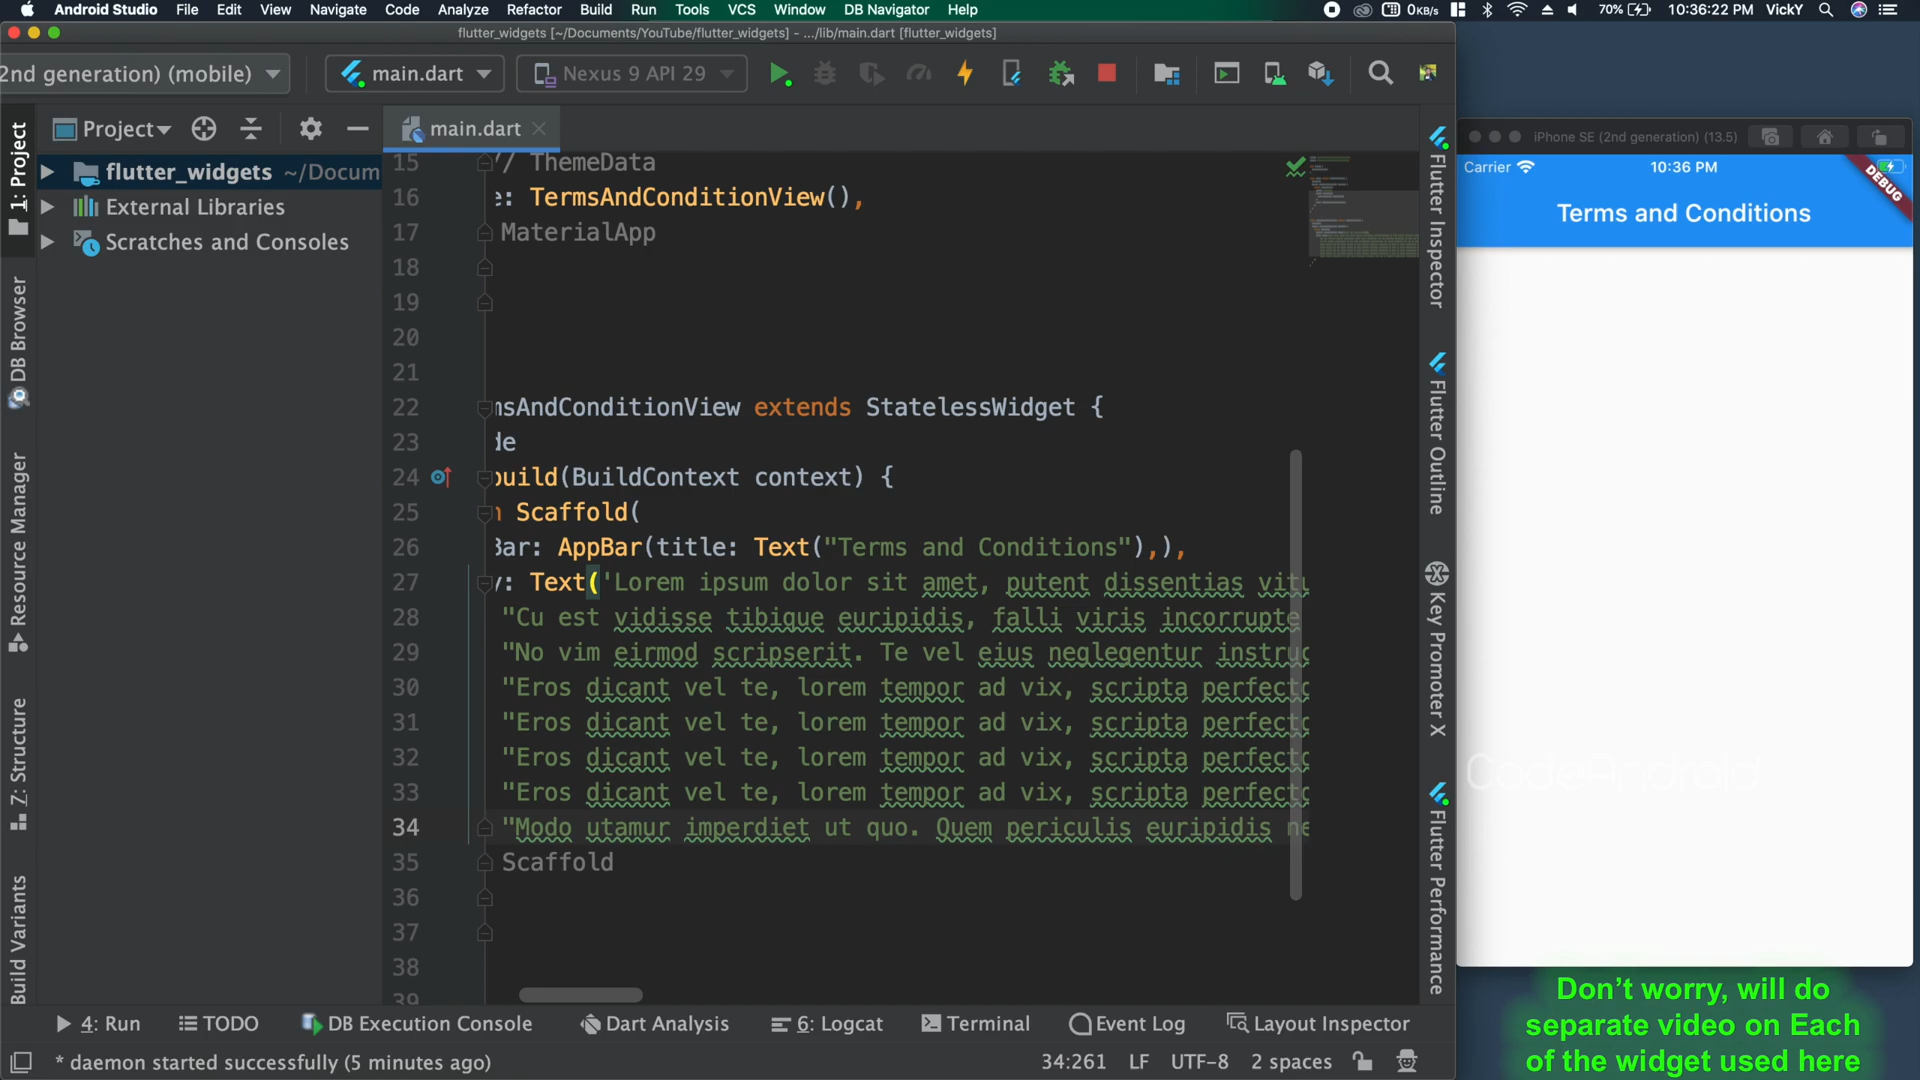 Android Studio File Edit View Navigate Code Analyze Refactor Build Run Tools VCS Window DB Navigator Help 0KB/s 70% 10:36:22 PM VickY
flutter_widgets [~/Documents/YouTube/flutter_widgets] - .../lib/main.dart [flutter_widgets]
2nd generation) (mobile) main.dart Nexus 9 API 29
Project main.dart
flutter_widgets ~/Docum
External Libraries
Scratches and Consoles
1: Project
DB Browser
Resource Manager
Z: Structure
Build Variants
15 // ThemeData
16 e: TermsAndConditionView(),
17 MaterialApp
18
19
20
21
22 nsAndConditionView extends StatelessWidget {
23 de
24 build(BuildContext context) {
25 n Scaffold(
26 Bar: AppBar(title: Text("Terms and Conditions"),),
27 y: Text('Lorem ipsum dolor sit amet, putent dissentias vitu
28 "Cu est vidisse tibique euripidis, falli viris incorrupte
29 "No vim eirmod scripserit. Te vel eius neglegentur instruc
30 "Eros dicant vel te, lorem tempor ad vix, scripta perfecto
31 "Eros dicant vel te, lorem tempor ad vix, scripta perfecto
32 "Eros dicant vel te, lorem tempor ad vix, scripta perfecto
33 "Eros dicant vel te, lorem tempor ad vix, scripta perfecto
34 "Modo utamur imperdiet ut quo. Quem periculis euripidis ne
35 Scaffold
36
37
38
39
Flutter Inspector
Flutter Outline
Key Promoter X
Flutter Performance
iPhone SE (2nd generation) (13.5)
Carrier 10:36 PM
DEBUG
Terms and Conditions
CodeAndroid
4: Run TODO DB Execution Console Dart Analysis 6: Logcat Terminal Event Log Layout Inspector
* daemon started successfully (5 minutes ago) 34:261 LF UTF-8 2 spaces
Don't worry, will do
separate video on Each
of the widget used here